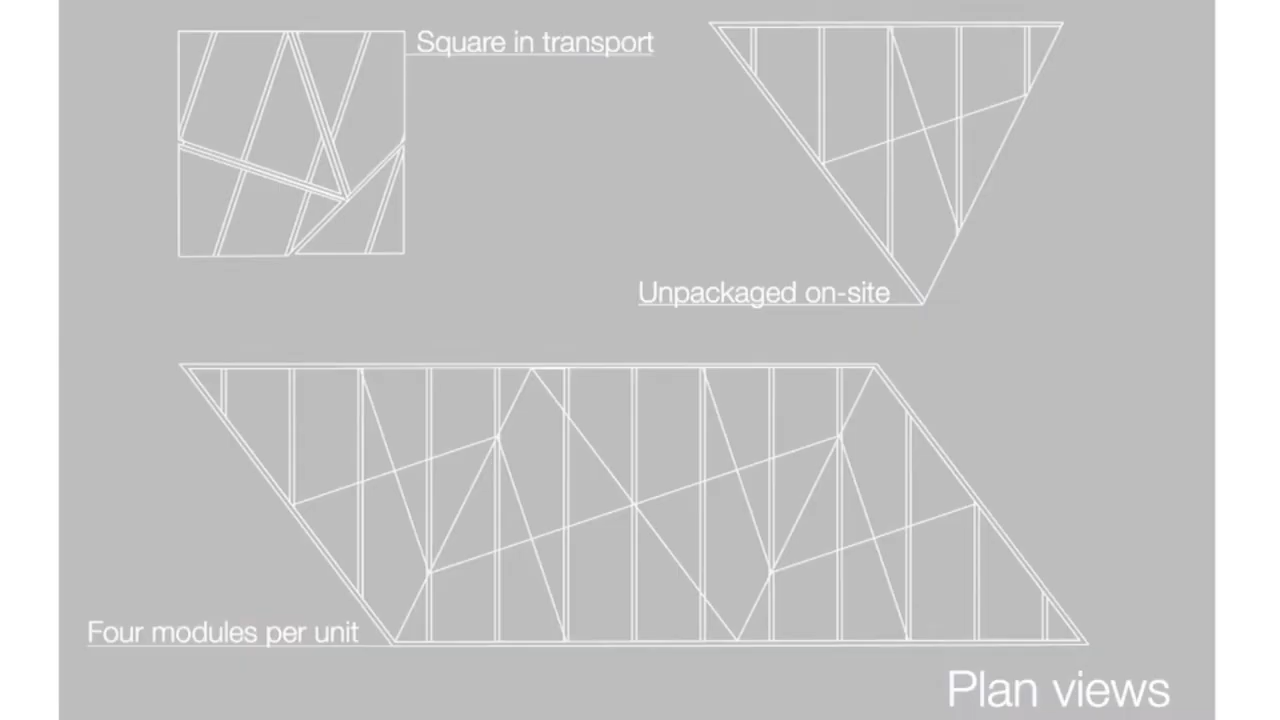 Square in transport
Unpackaged on-site
Four modules per unit
Plan views